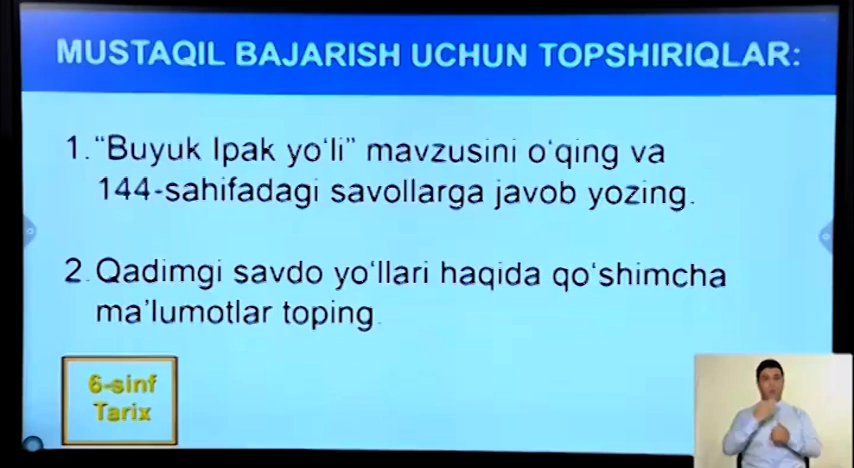 MUSTAQIL BAJARISH UCHUN TOPSHIRIQLAR:
1. “Buyuk Ipak yo‘li” mavzusini o‘qing va
144-sahifadagi savollarga javob yozing.
2. Qadimgi savdo yo‘llari haqida qo‘shimcha
ma’lumotlar toping.
6-sinf
Tarix